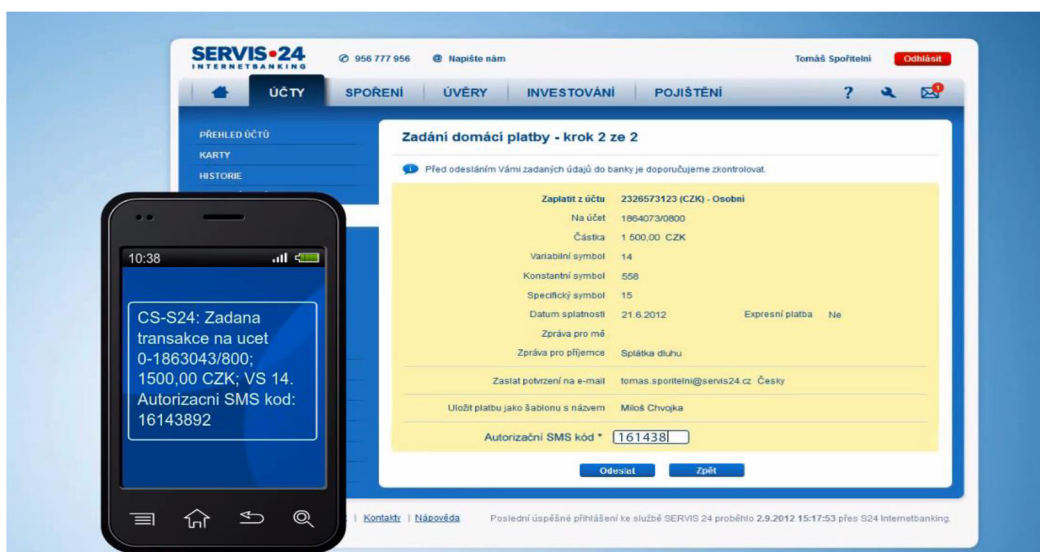 SERVIS•24
INTERNETBANKING
956 777 956
@ Napište nám
Tomáš Spořitelní
Odhlásit
ÚČTY
SPOŘENÍ
ÚVĚRY
INVESTOVÁNÍ
POJIŠTĚNÍ
?
1
PŘEHLED ÚČTŮ
KARTY
HISTORIE
Zadání domácí platby - krok 2 ze 2
Před odesláním Vámi zadaných údajů do banky je doporučujeme zkontrolovat.
Zaplatit z účtu 2326573123 (CZK) - Osobní
Na účet 1864073/0800
Částka 1 500,00 CZK
Variabilní symbol 14
Konstantní symbol 558
Specifický symbol 15
Datum splatnosti 21.6.2012 Expresní platba Ne
Zpráva pro mě
Zpráva pro příjemce Splátka dluhu
Zaslat potvrzení na e-mail tomas.sporitelni@servis24.cz Česky
Uložit platbu jako šablonu s názvem Miloš Chvojka
Autorizační SMS kód * 161438
Odeslat Zpět
10:38
CS-S24: Zadana
transakce na ucet
0-1863043/800;
1500,00 CZK; VS 14.
Autorizacni SMS kod:
16143892
| Kontakty | Nápověda Poslední úspěšné přihlášení ke službě SERVIS 24 proběhlo 2.9.2012 15:17:53 přes S24 Internetbanking.